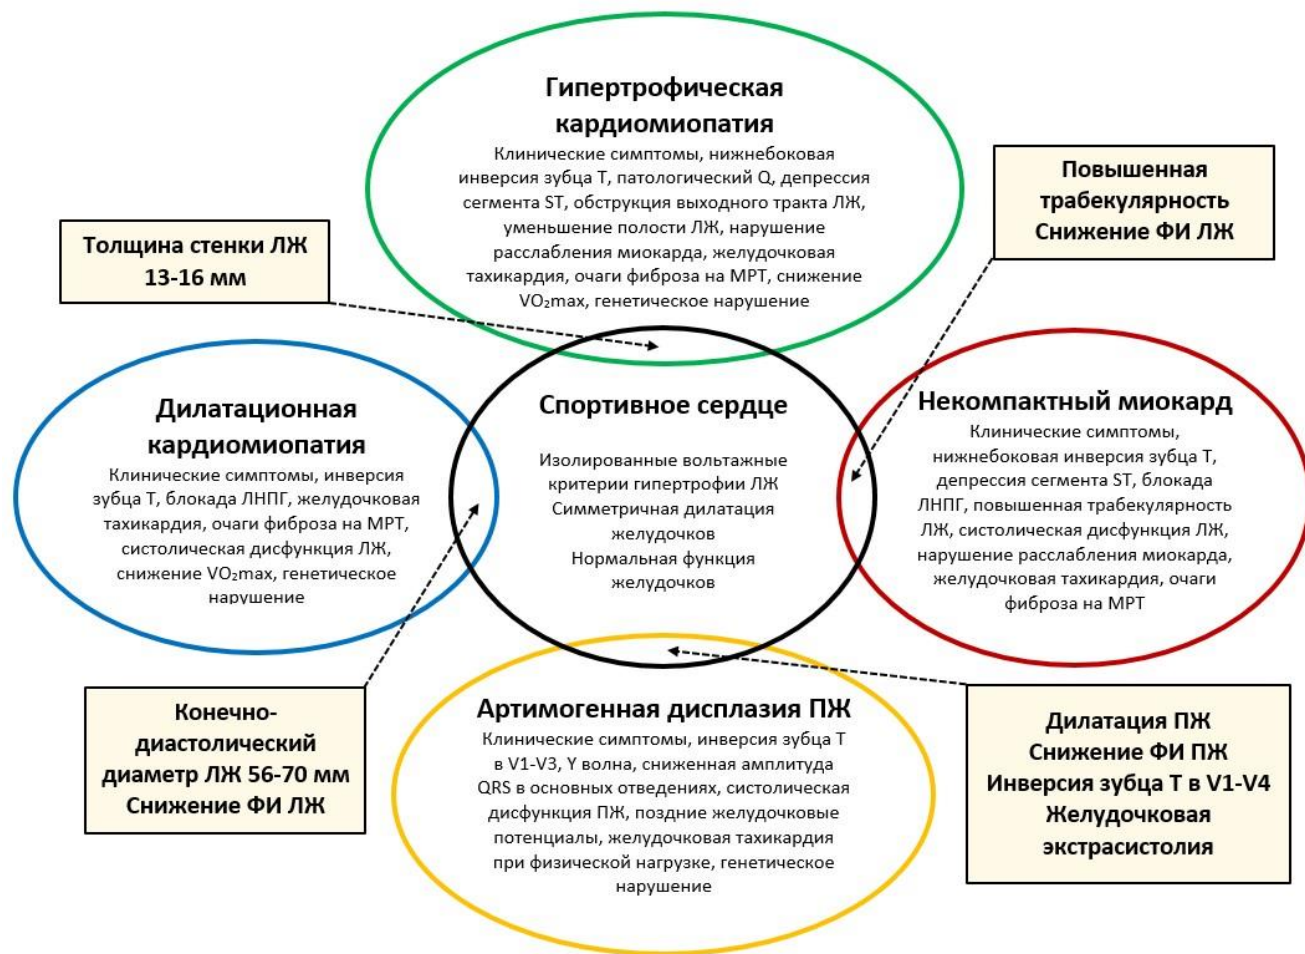 Гипертрофическая
кардиомиопатия
Клинические симптомы, нижнебоковая
инверсия зубца Т, патологический Q, депрессия
сегмента ST, обструкция выходного тракта ЛЖ,
уменьшение полости ЛЖ, нарушение
расслабления миокарда, желудочковая
тахикардия, очаги фиброза на МРТ, снижение
VO₂max, генетическое нарушение
Повышенная
трабекулярность
Снижение ФИ ЛЖ
Толщина стенки ЛЖ
13-16 мм
Дилатационная
кардиомиопатия
Клинические симптомы, инверсия
зубца Т, блокада ЛНПГ, желудочковая
тахикардия, очаги фиброза на МРТ,
систолическая дисфункция ЛЖ,
снижение VO₂max, генетическое
нарушение
Спортивное сердце
Изолированные вольтажные
критерии гипертрофии ЛЖ
Симметричная дилатация
желудочков
Нормальная функция
желудочков
Некомпактный миокард
Клинические симптомы,
нижнебоковая инверсия зубца Т,
депрессия сегмента ST, блокада
ЛНПГ, повышенная трабекулярность
ЛЖ, систолическая дисфункция ЛЖ,
нарушение расслабления миокарда,
желудочковая тахикардия, очаги
фиброза на МРТ
Конечно-
диастолический
диаметр ЛЖ 56-70 мм
Снижение ФИ ЛЖ
Артимогенная дисплазия ПЖ
Клинические симптомы, инверсия зубца Т
в V1-V3, Y волна, сниженная амплитуда
QRS в основных отведениях, систолическая
дисфункция ПЖ, поздние желудочковые
потенциалы, желудочковая тахикардия
при физической нагрузке, генетическое
нарушение
Дилатация ПЖ
Снижение ФИ ПЖ
Инверсия зубца Т в V1-V4
Желудочковая
экстрасистолия